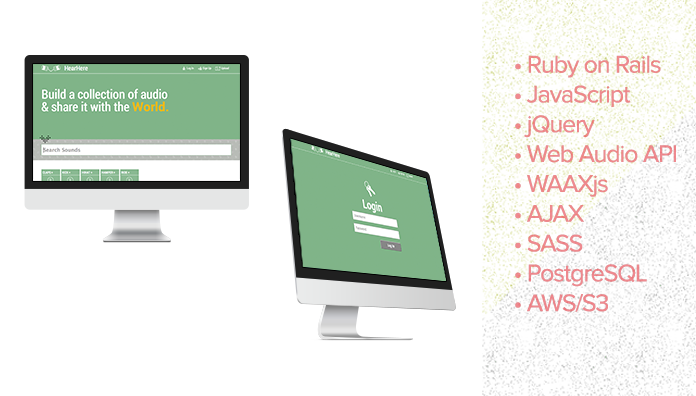 HearHere
Build a collection of audio
& share it with the World.
Search Sounds
HearHere
Login
Log In
• Ruby on Rails
• JavaScript
• jQuery
• Web Audio API
• WAAXjs
• AJAX
• SASS
• PostgreSQL
• AWS/S3